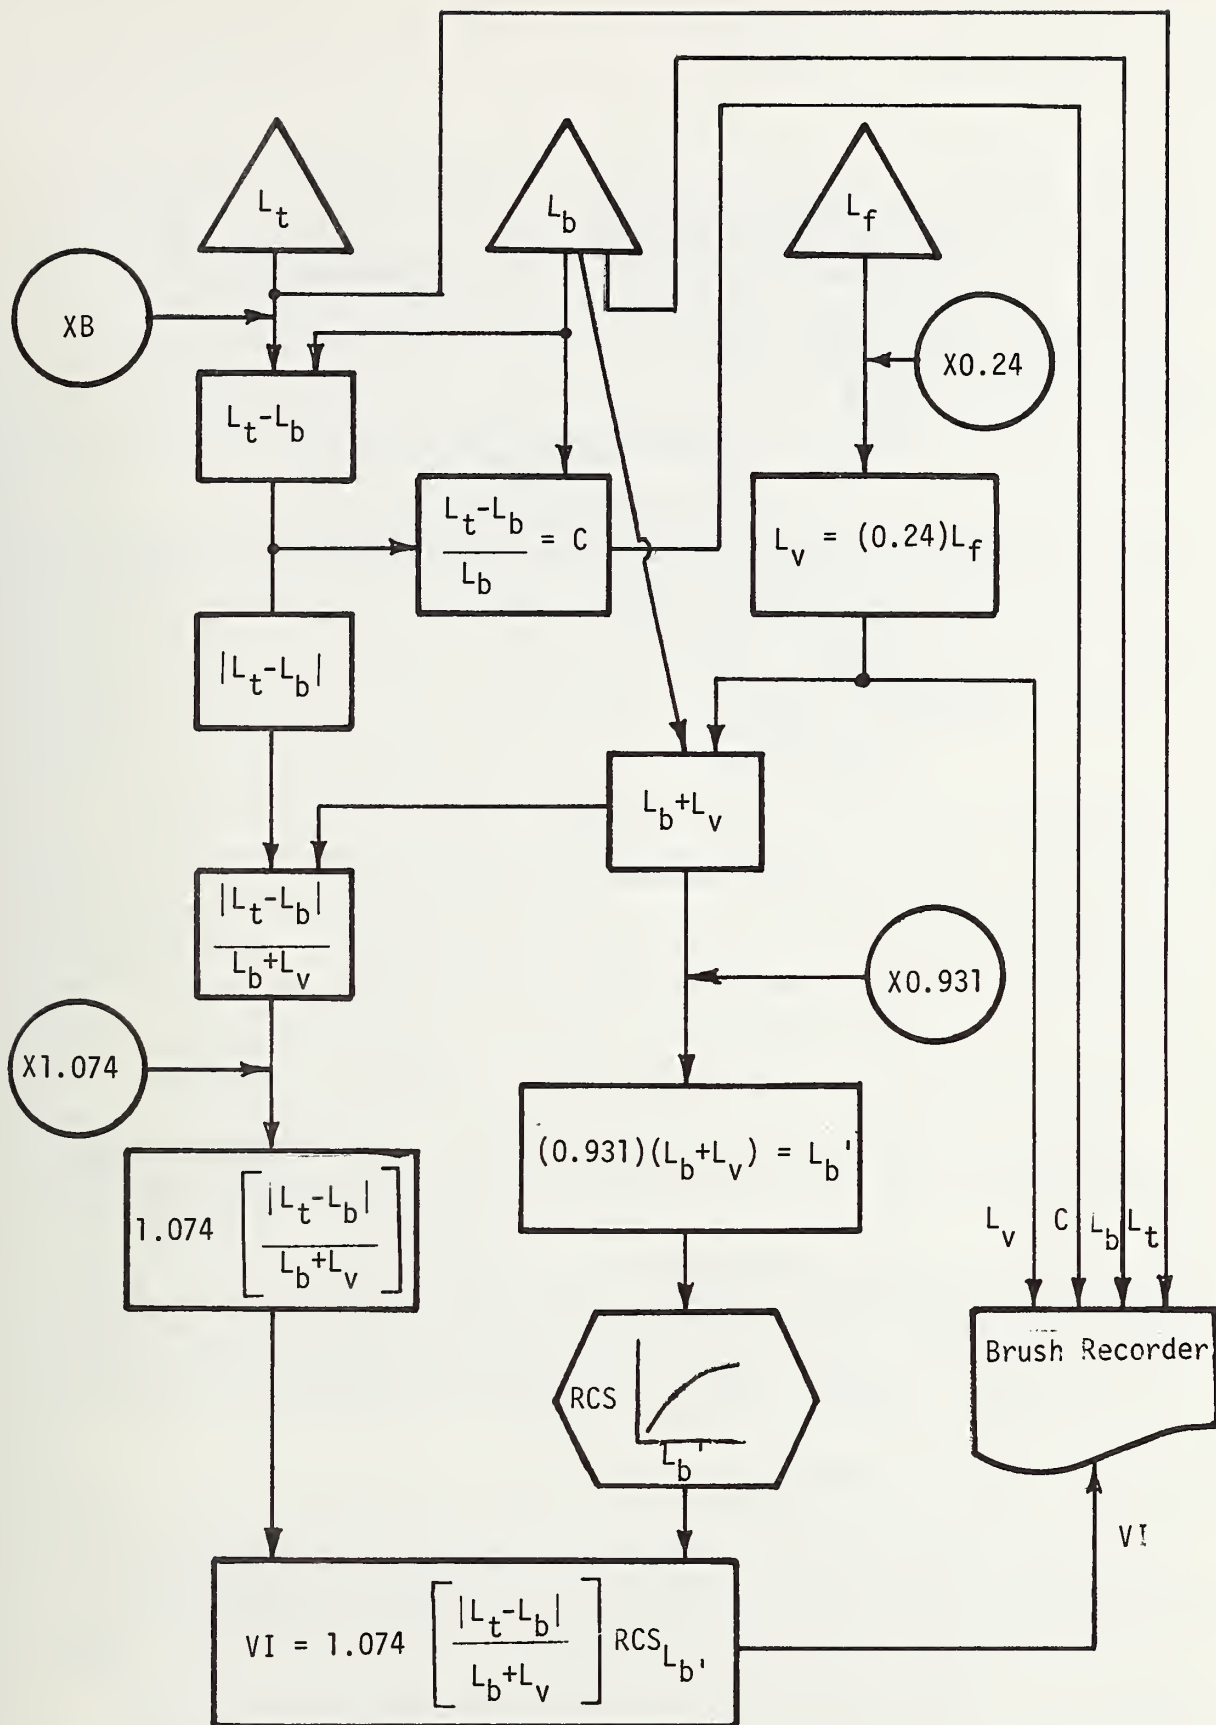 L_t
L_b
L_f
XB
X0.24
L_t-L_b
L_t-L_b
L_b
= C
L_v = (0.24)L_f
|L_t-L_b|
L_b+L_v
|L_t-L_b|
L_b+L_v
X0.931
X1.074
(0.931)(L_b+L_v) = L_b'
1.074 [|L_t-L_b|
L_b+L_v]
L_v C L_b L_t
Brush Recorder
RCS
L_b'
VI
VI = 1.074 [|L_t-L_b|
L_b+L_v] RCS_L_b'